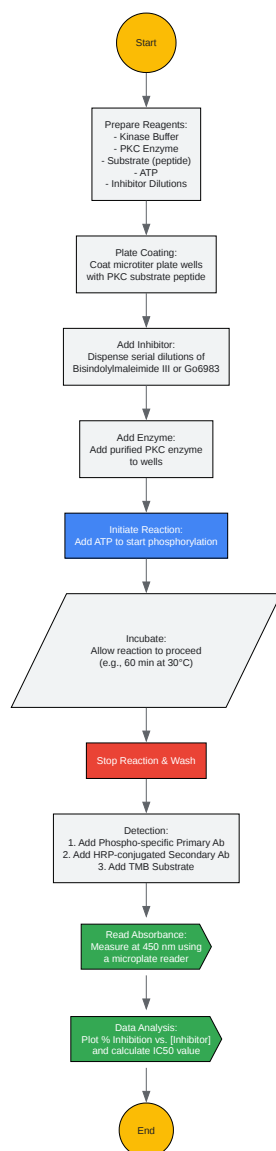 Start
Prepare Reagents:
- Kinase Buffer
- PKC Enzyme
- Substrate (peptide)
- ATP
- Inhibitor Dilutions
Plate Coating:
Coat microtiter plate wells
with PKC substrate peptide
Add Inhibitor:
Dispense serial dilutions of
Bisindolylmaleimide III or Go6983
Add Enzyme:
Add purified PKC enzyme
to wells
Initiate Reaction:
Add ATP to start phosphorylation
Incubate:
Allow reaction to proceed
(e.g., 60 min at 30°C)
Stop Reaction & Wash
Detection:
1. Add Phospho-specific Primary Ab
2. Add HRP-conjugated Secondary Ab
3. Add TMB Substrate
Read Absorbance:
Measure at 450 nm using
a microplate reader
Data Analysis:
Plot % Inhibition vs. [Inhibitor]
and calculate IC50 value
End